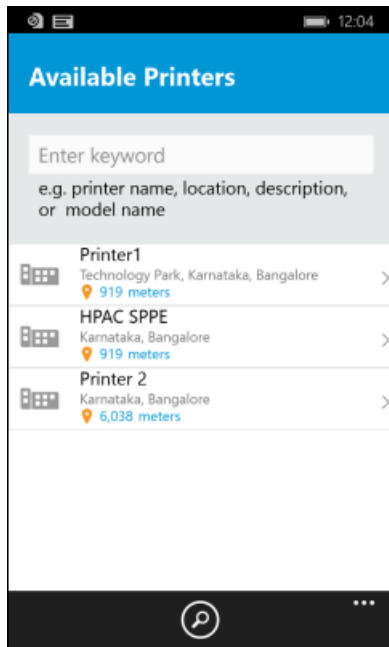 12:04
Available Printers
Enter keyword
e.g. printer name, location, description,
or model name
Printer1
Technology Park, Karnataka, Bangalore
919 meters
HPAC SPPE
Karnataka, Bangalore
919 meters
Printer 2
Karnataka, Bangalore
6,038 meters